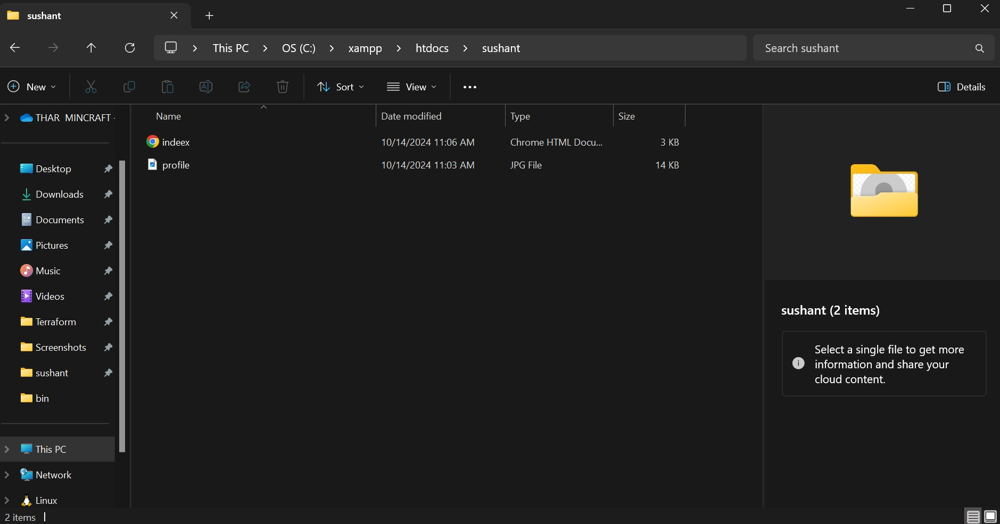 sushant
This PC > OS (C:) > xampp > htdocs > sushant
Search sushant
New
Sort
View
Details
THAR MINCRAFT -
Desktop
Downloads
Documents
Pictures
Music
Videos
Terraform
Screenshots
sushant
bin
This PC
Network
Linux
Name Date modified Type Size
indeex 10/14/2024 11:06 AM Chrome HTML Docu... 3 KB
profile 10/14/2024 11:03 AM JPG File 14 KB
sushant (2 items)
Select a single file to get more
information and share your
cloud content.
2 items